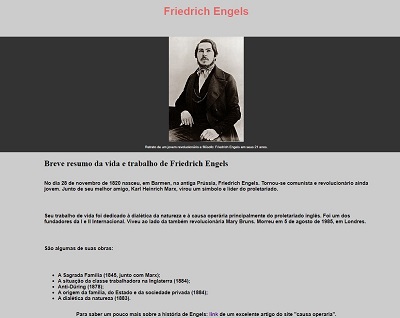 Friedrich Engels
Retrato de um jovem revolucionário e filósofo Friedrich Engels em seus 21 anos.
Breve resumo da vida e trabalho de Friedrich Engels
No dia 28 de novembro de 1820 nasceu, em Barmen, na antiga Prússia, Friedrich Engels. Tornou-se comunista e revolucionário ainda
jovem. Junto de seu melhor amigo, Karl Heinrich Marx, virou um símbolo e líder do proletariado.
Seu trabalho de vida foi dedicado à dialética da natureza e à causa operária principalmente do proletariado inglês. Foi um dos
fundadores da I e II Internacional. Viveu ao lado da também revolucionária Mary Bruns. Morreu em 5 de agosto de 1985, em Londres.
São algumas de suas obras:
A Sagrada Família (1845, junto com Marx);
A situação da classe trabalhadora na Inglaterra (1884);
Anti-Düring (1878);
A origem da família, do Estado e da sociedade privada (1884);
A dialética da natureza (1883).
Para saber um pouco mais sobre a história de Engels: link de um excelente artigo do site "causa operaria".